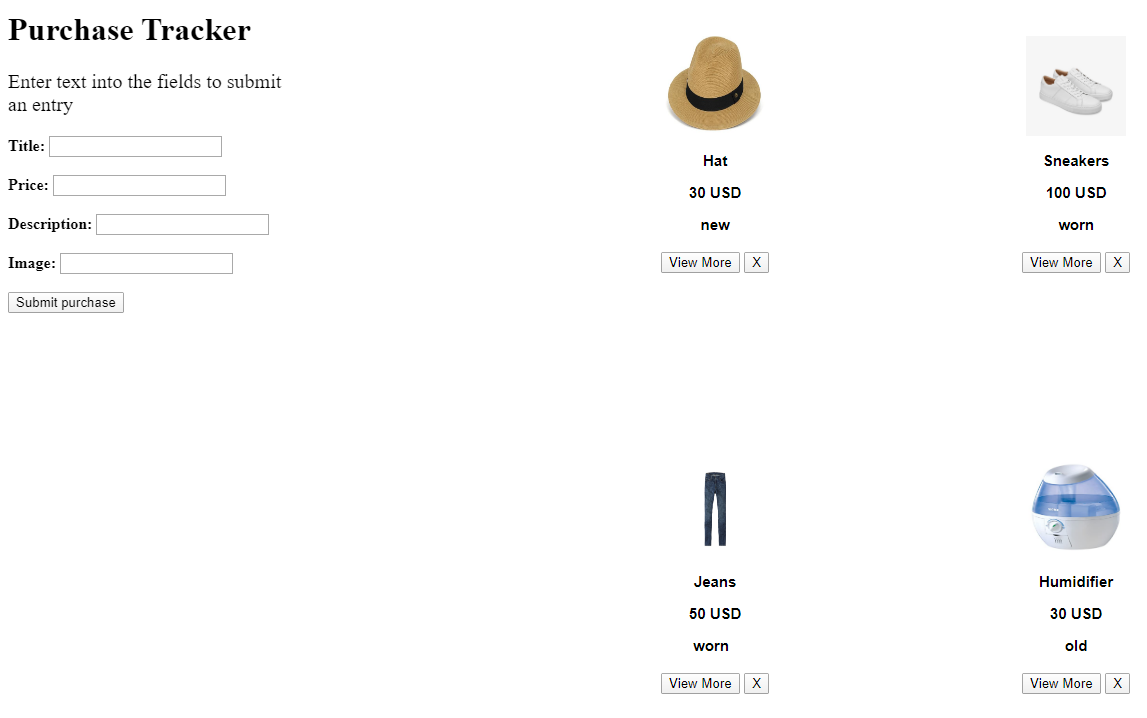 Purchase Tracker
Enter text into the fields to submit
an entry
Title:
Price:
Description:
Image:
Submit purchase
Hat
30 USD
new
View More X
Sneakers
100 USD
worn
View More X
Jeans
50 USD
worn
View More X
Humidifier
30 USD
old
View More X